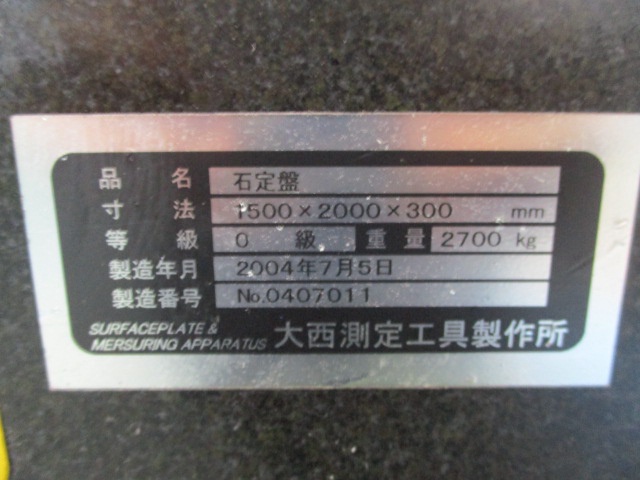 品名 石定盤
寸法 1500×2000×300 mm
等級 0 級 重量 2700 kg
製造年月 2004年7月5日
製造番号 No.0407011
SURFACEPLATE &
MERSURING APPARATUS 大西測定工具製作所